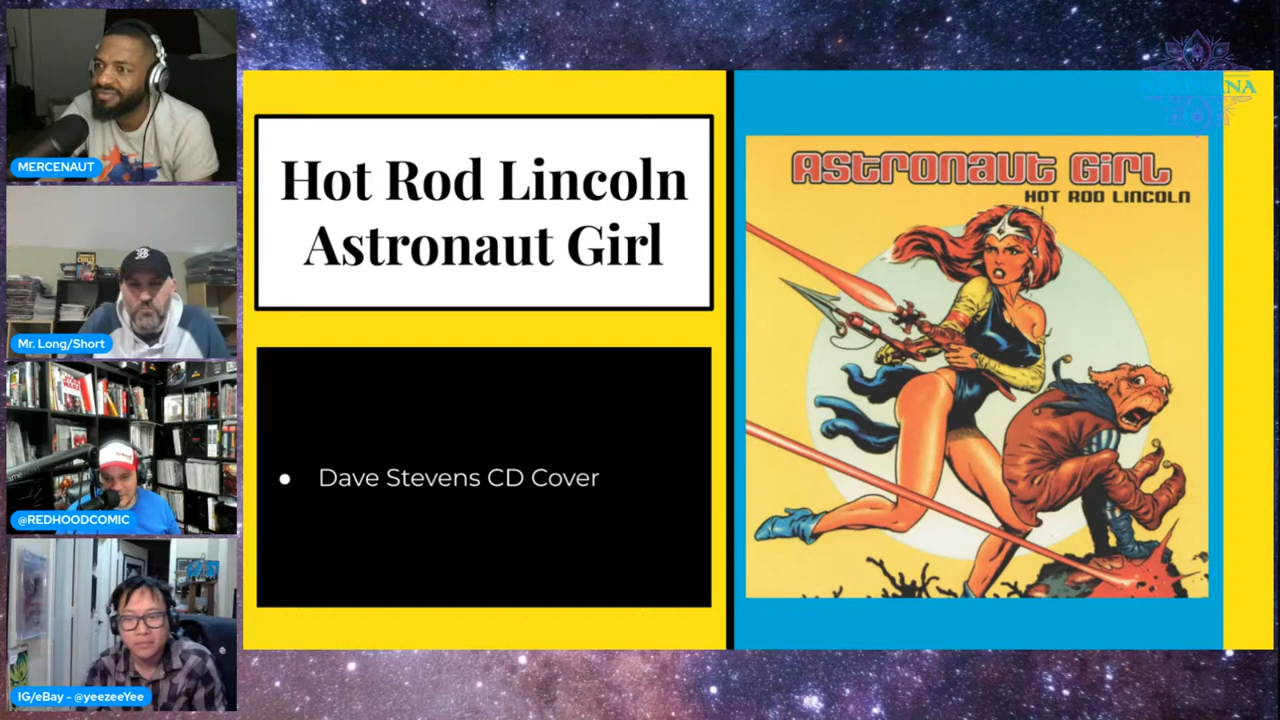 MERCENAUT
Mr. Long/Short
@REDHOODCOMIC
IG/eBay - @yeezeeYee
Hot Rod Lincoln
Astronaut Girl
● Dave Stevens CD Cover
NERDVANA
ASTRONAUT GIRL
HOT ROD LINCOLN